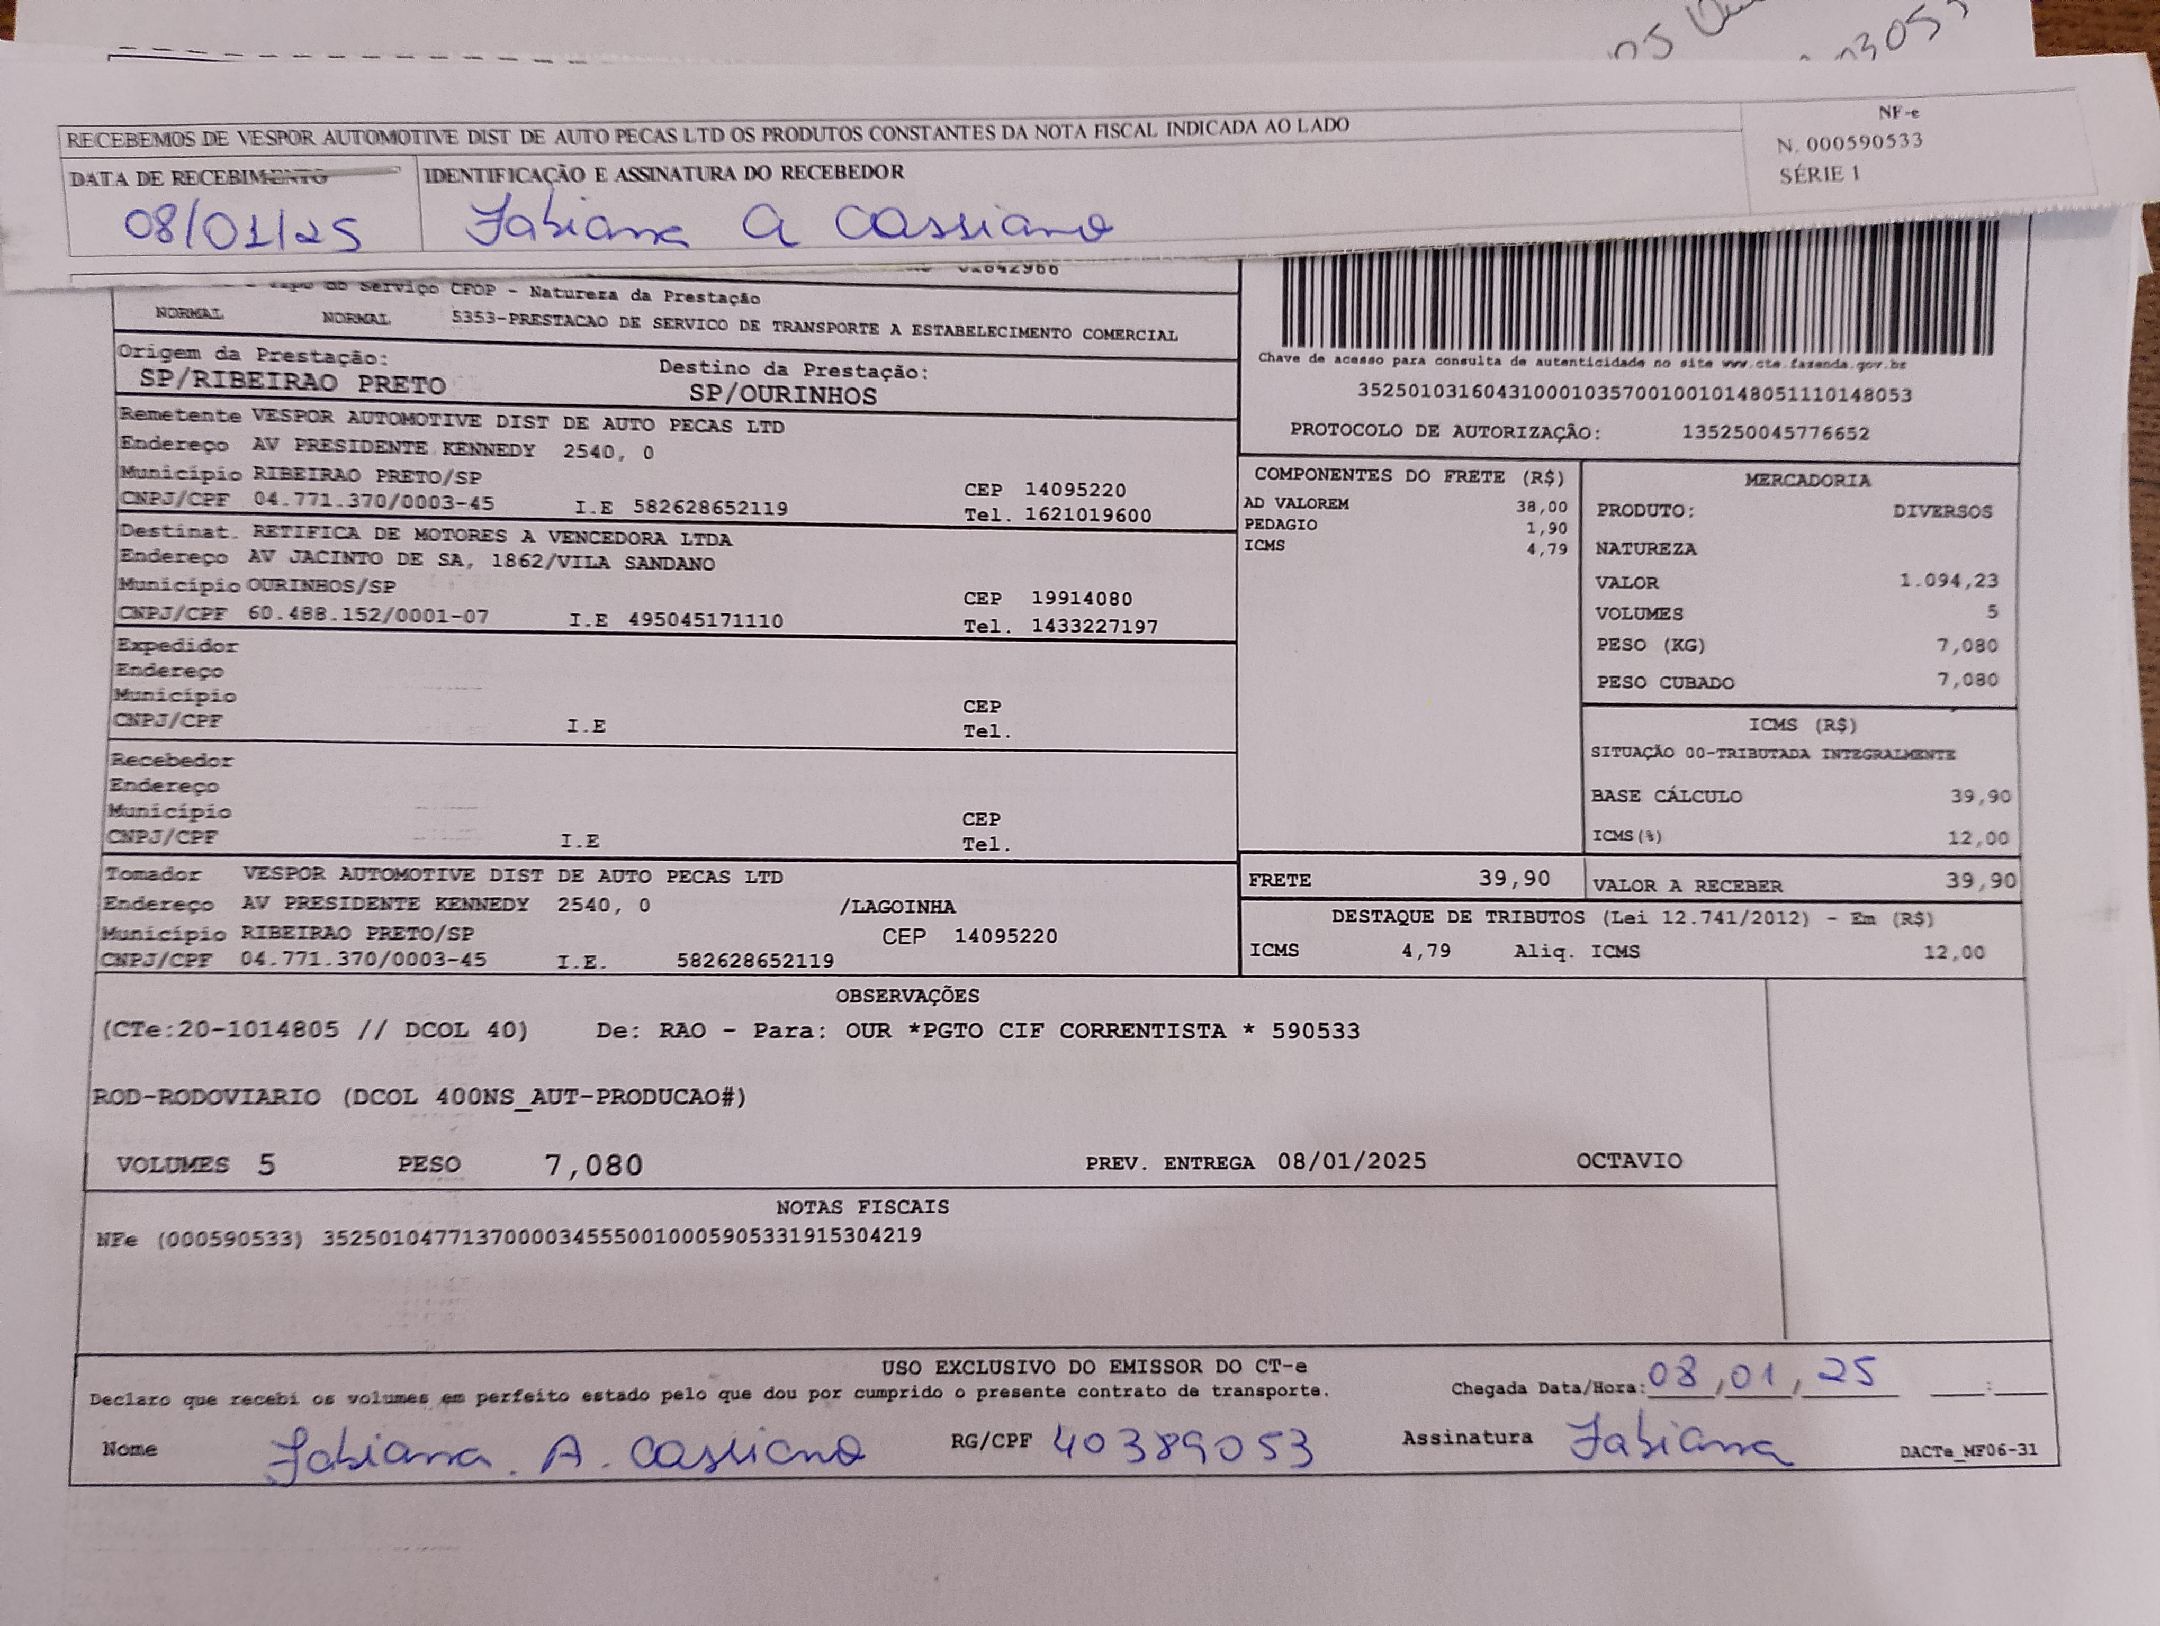 RECEBEMOS DE VESPOR AUTOMOTIVE DIST DE AUTO PECAS LTD OS PRODUTOS CONSTANTES DA NOTA FISCAL INDICADA AO LADO
NF-e
N. 000590533
SÉRIE 1
DATA DE RECEBIMENTO
08/01/25
IDENTIFICAÇÃO E ASSINATURA DO RECEBEDOR
Fabiana A Cassiano
do Serviço CFOP - Natureza da Prestação
NORMAL NORMAL 5353-PRESTACAO DE SERVICO DE TRANSPORTE A ESTABELECIMENTO COMERCIAL
Origem da Prestação: Destino da Prestação:
SP/RIBEIRAO PRETO SP/OURINHOS
Remetente VESPOR AUTOMOTIVE DIST DE AUTO PECAS LTD
Endereço AV PRESIDENTE KENNEDY 2540, 0
Município RIBEIRAO PRETO/SP CEP 14095220
CNPJ/CPF 04.771.370/0003-45 I.E 582628652119 Tel. 1621019600
Destinat. RETIFICA DE MOTORES A VENCEDORA LTDA
Endereço AV JACINTO DE SA, 1862/VILA SANDANO
Município OURINHOS/SP CEP 19914080
CNPJ/CPF 60.488.152/0001-07 I.E 495045171110 Tel. 1433227197
Expedidor
Endereço
Município CEP
CNPJ/CPF I.E Tel.
Recebedor
Endereço
Município CEP
CNPJ/CPF I.E Tel.
Tomador VESPOR AUTOMOTIVE DIST DE AUTO PECAS LTD
Endereço AV PRESIDENTE KENNEDY 2540, 0 /LAGOINHA
Município RIBEIRAO PRETO/SP CEP 14095220
CNPJ/CPF 04.771.370/0003-45 I.E. 582628652119
Chave de acesso para consulta de autenticidade no site www.cte.fazenda.gov.br
35250103160431000103570010010148051110148053
PROTOCOLO DE AUTORIZAÇÃO: 135250045776652
COMPONENTES DO FRETE (R$)
AD VALOREM 38,00
PEDAGIO 1,90
ICMS 4,79
MERCADORIA
PRODUTO: DIVERSOS
NATUREZA
VALOR 1.094,23
VOLUMES 5
PESO (KG) 7,080
PESO CUBADO 7,080
ICMS (R$)
SITUAÇÃO 00-TRIBUTADA INTEGRALMENTE
BASE CÁLCULO 39,90
ICMS(%) 12,00
FRETE 39,90 VALOR A RECEBER 39,90
DESTAQUE DE TRIBUTOS (Lei 12.741/2012) - Em (R$)
ICMS 4,79 Aliq. ICMS 12,00
OBSERVAÇÕES
(CTe:20-1014805 // DCOL 40) De: RAO - Para: OUR *PGTO CIF CORRENTISTA * 590533
ROD-RODOVIARIO (DCOL 400NS_AUT-PRODUCAO#)
VOLUMES 5 PESO 7,080 PREV. ENTREGA 08/01/2025 OCTAVIO
NOTAS FISCAIS
NFe (000590533) 35250104771370000345550010005905331915304219
USO EXCLUSIVO DO EMISSOR DO CT-e
Declaro que recebi os volumes em perfeito estado pelo que dou por cumprido o presente contrato de transporte. Chegada Data/Hora: 08,01,25 :
Nome Fabiana. A. Cassiano RG/CPF 40389053 Assinatura Fabiana DACTe_MF06-31